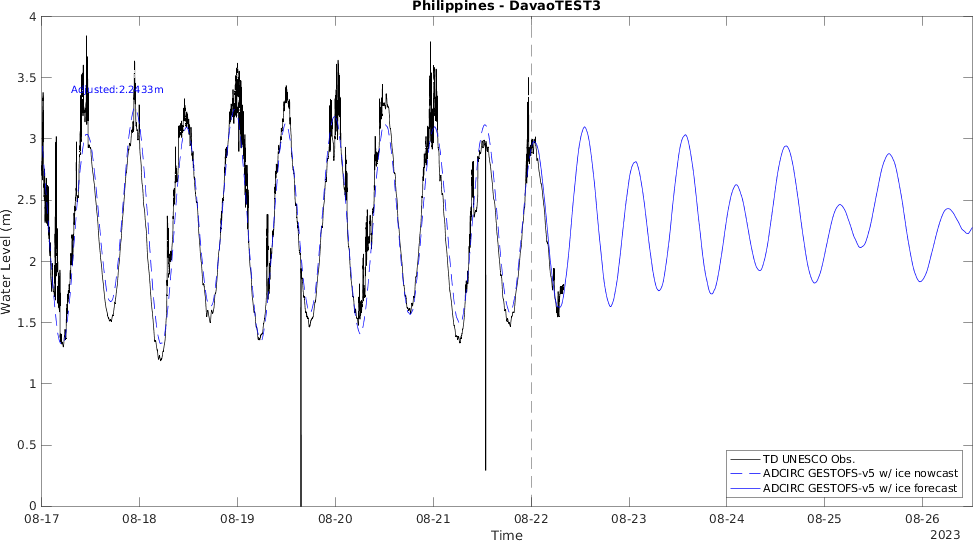 Philippines - DavaoTEST3
Water Level (m)
4
3.5
3
2.5
2
1.5
1
0.5
0
Adjusted:2.2433m
TD UNESCO Obs.
ADCIRC GESTOFS-v5 w/ ice nowcast
ADCIRC GESTOFS-v5 w/ ice forecast
08-17 08-18 08-19 08-20 08-21 08-22 08-23 08-24 08-25 08-26
Time
2023